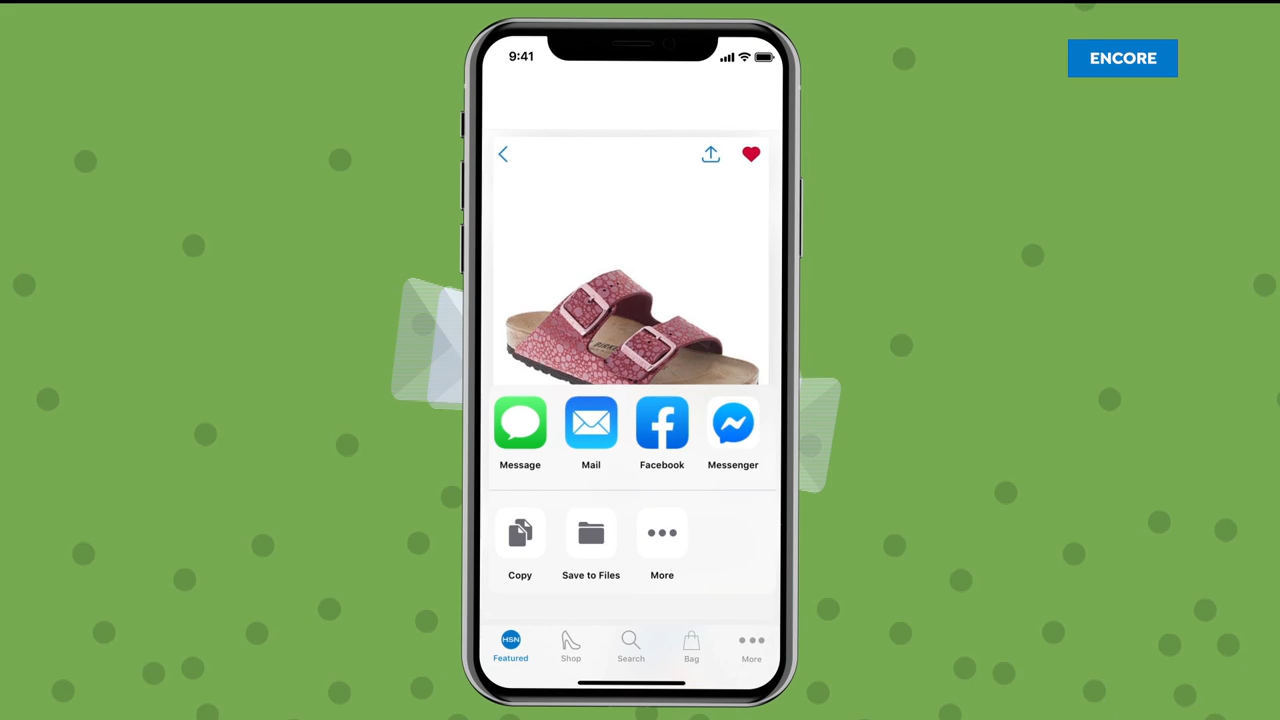 9:41
ENCORE
Message
Mail
Facebook
Messenger
Copy
Save to Files
More
HSN
Featured
Shop
Search
Bag
More